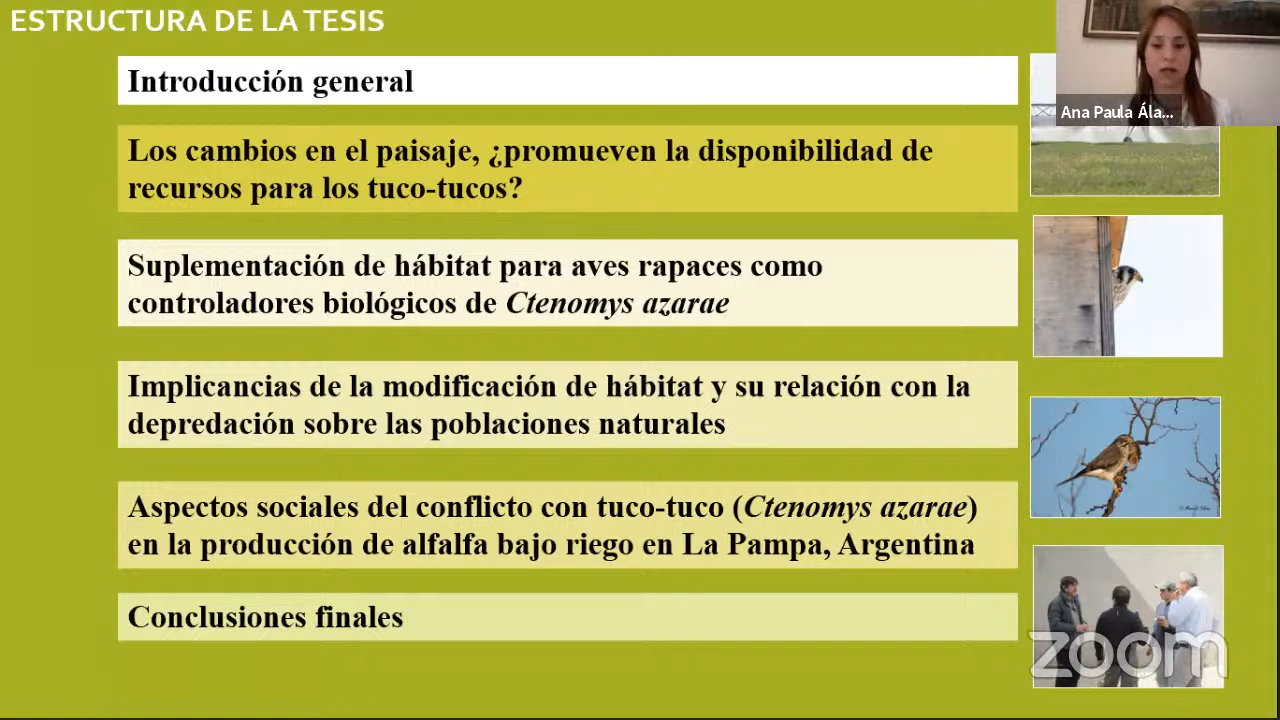 ESTRUCTURA DE LA TESIS
Ana Paula Ála...
Introducción general
Los cambios en el paisaje, ¿promueven la disponibilidad de
recursos para los tuco-tucos?
Suplementación de hábitat para aves rapaces como
controladores biológicos de Ctenomys azarae
Implicancias de la modificación de hábitat y su relación con la
depredación sobre las poblaciones naturales
Aspectos sociales del conflicto con tuco-tuco (Ctenomys azarae)
en la producción de alfalfa bajo riego en La Pampa, Argentina
Conclusiones finales
zoom